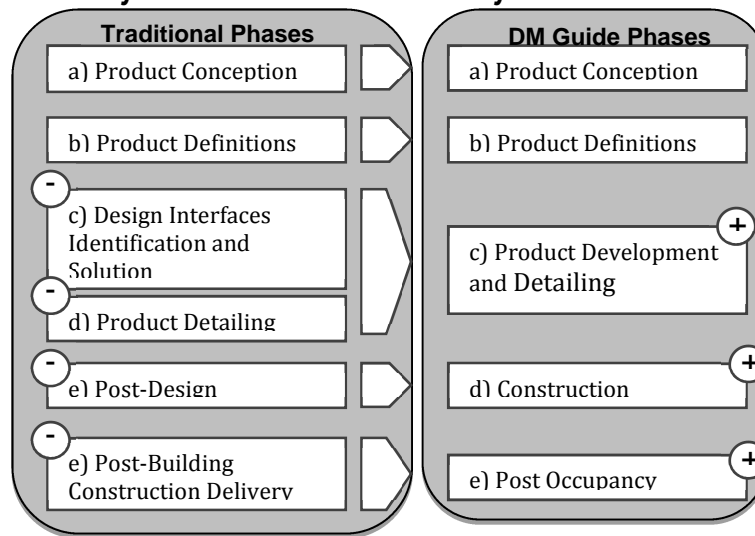 Traditional Phases
a) Product Conception
b) Product Definitions
-
c) Design Interfaces
Identification and
Solution
-
d) Product Detailing
-
e) Post-Design
-
e) Post-Building
Construction Delivery
DM Guide Phases
a) Product Conception
b) Product Definitions
+
c) Product Development
and Detailing
+
d) Construction
+
e) Post Occupancy